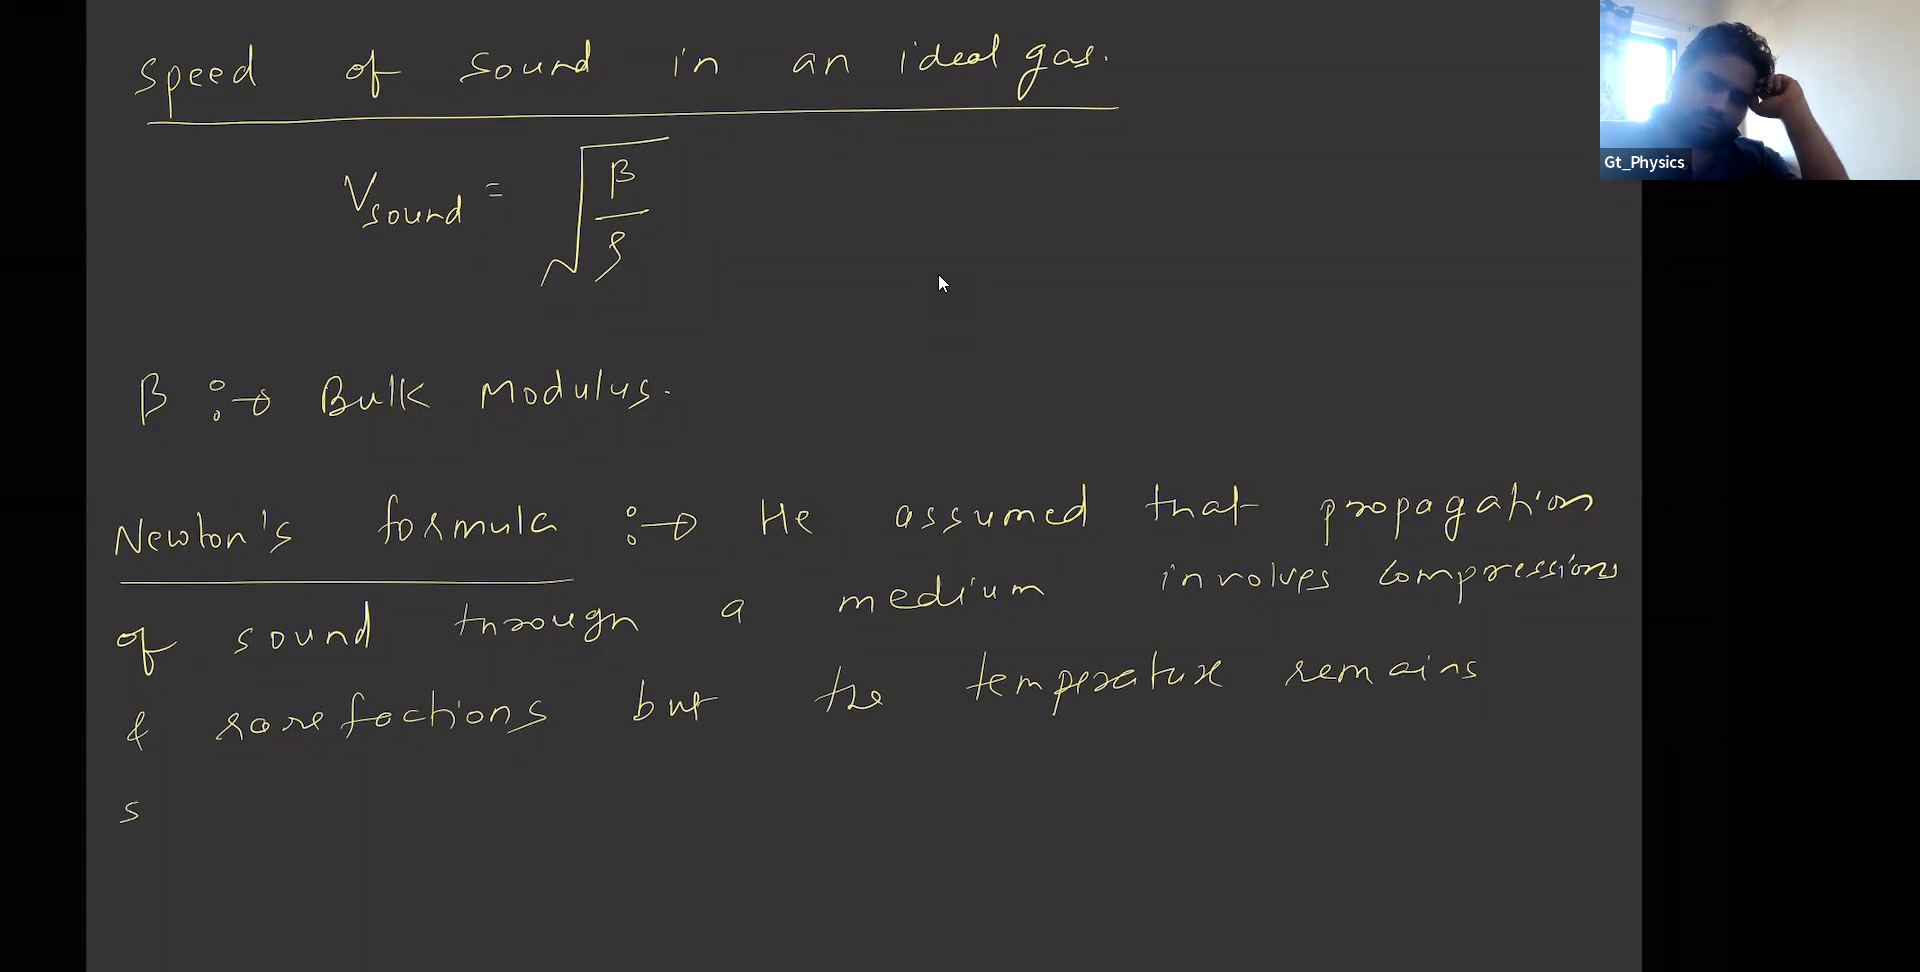 speed of sound in an ideal gas.
Gt_Physics
Vsound = √(β/ρ)
β :→ Bulk Modulus.
Newton's formula :→ He assumed that propagation
of sound through a medium involves compressions
& rarefactions but the temperature remains
s